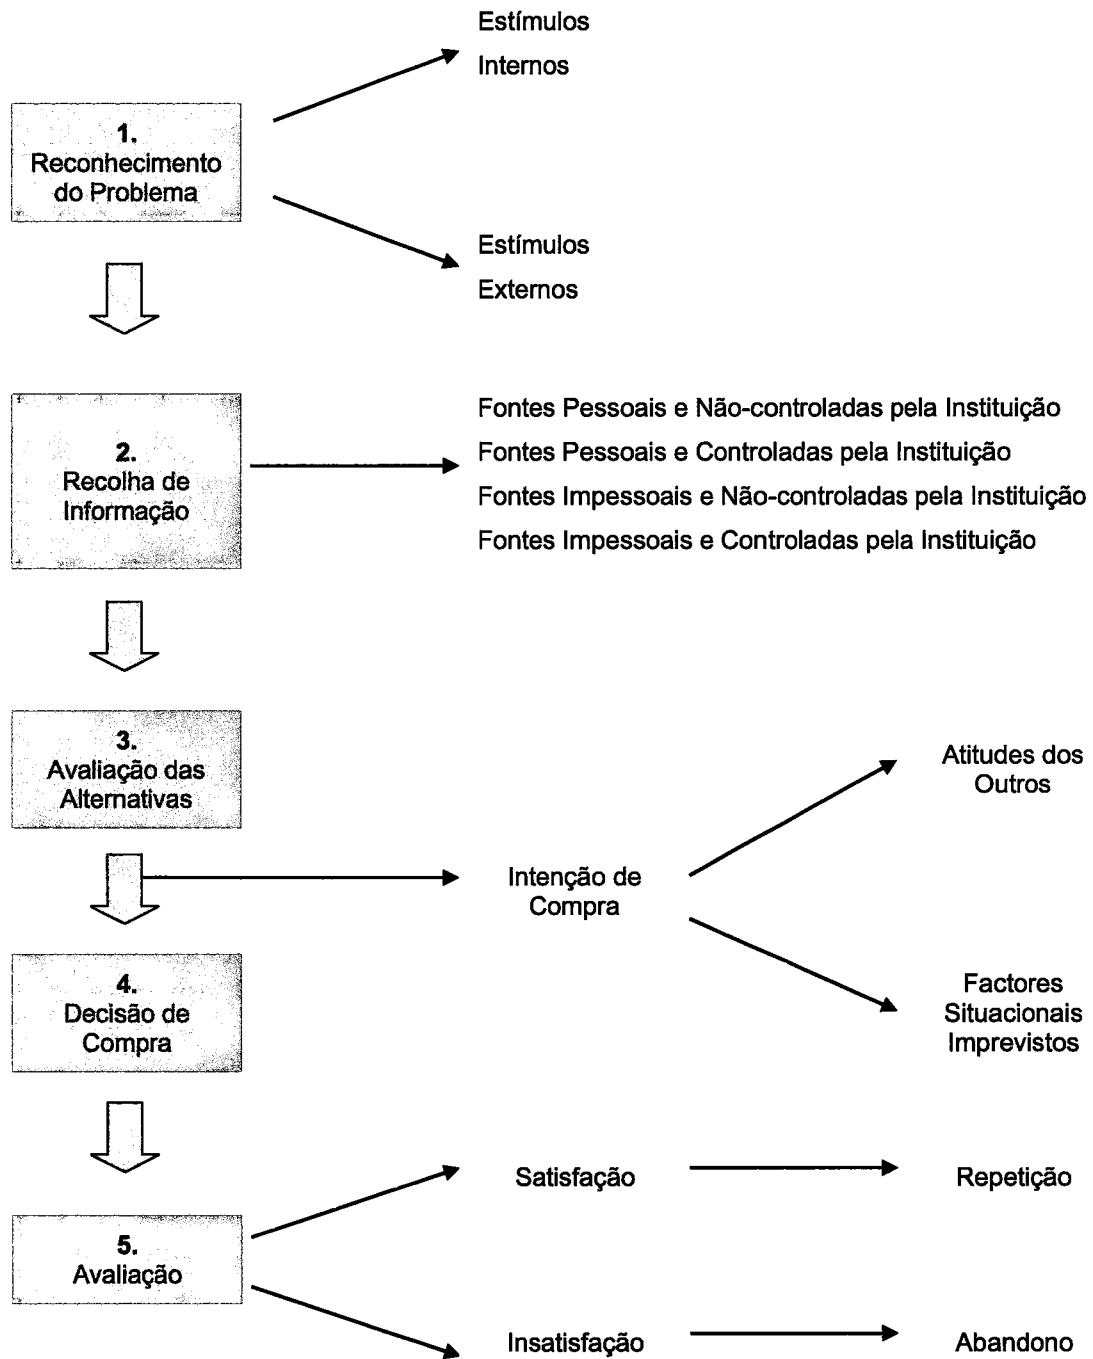 Estímulos
Internos
1.
Reconhecimento
do Problema
Estímulos
Externos
2.
Recolha de
Informação
Fontes Pessoais e Não-controladas pela Instituição
Fontes Pessoais e Controladas pela Instituição
Fontes Impessoais e Não-controladas pela Instituição
Fontes Impessoais e Controladas pela Instituição
3.
Avaliação das
Alternativas
Intenção de
Compra
Atitudes dos
Outros
Factores
Situacionais
Imprevistos
4.
Decisão de
Compra
5.
Avaliação
Satisfação
Repetição
Insatisfação
Abandono